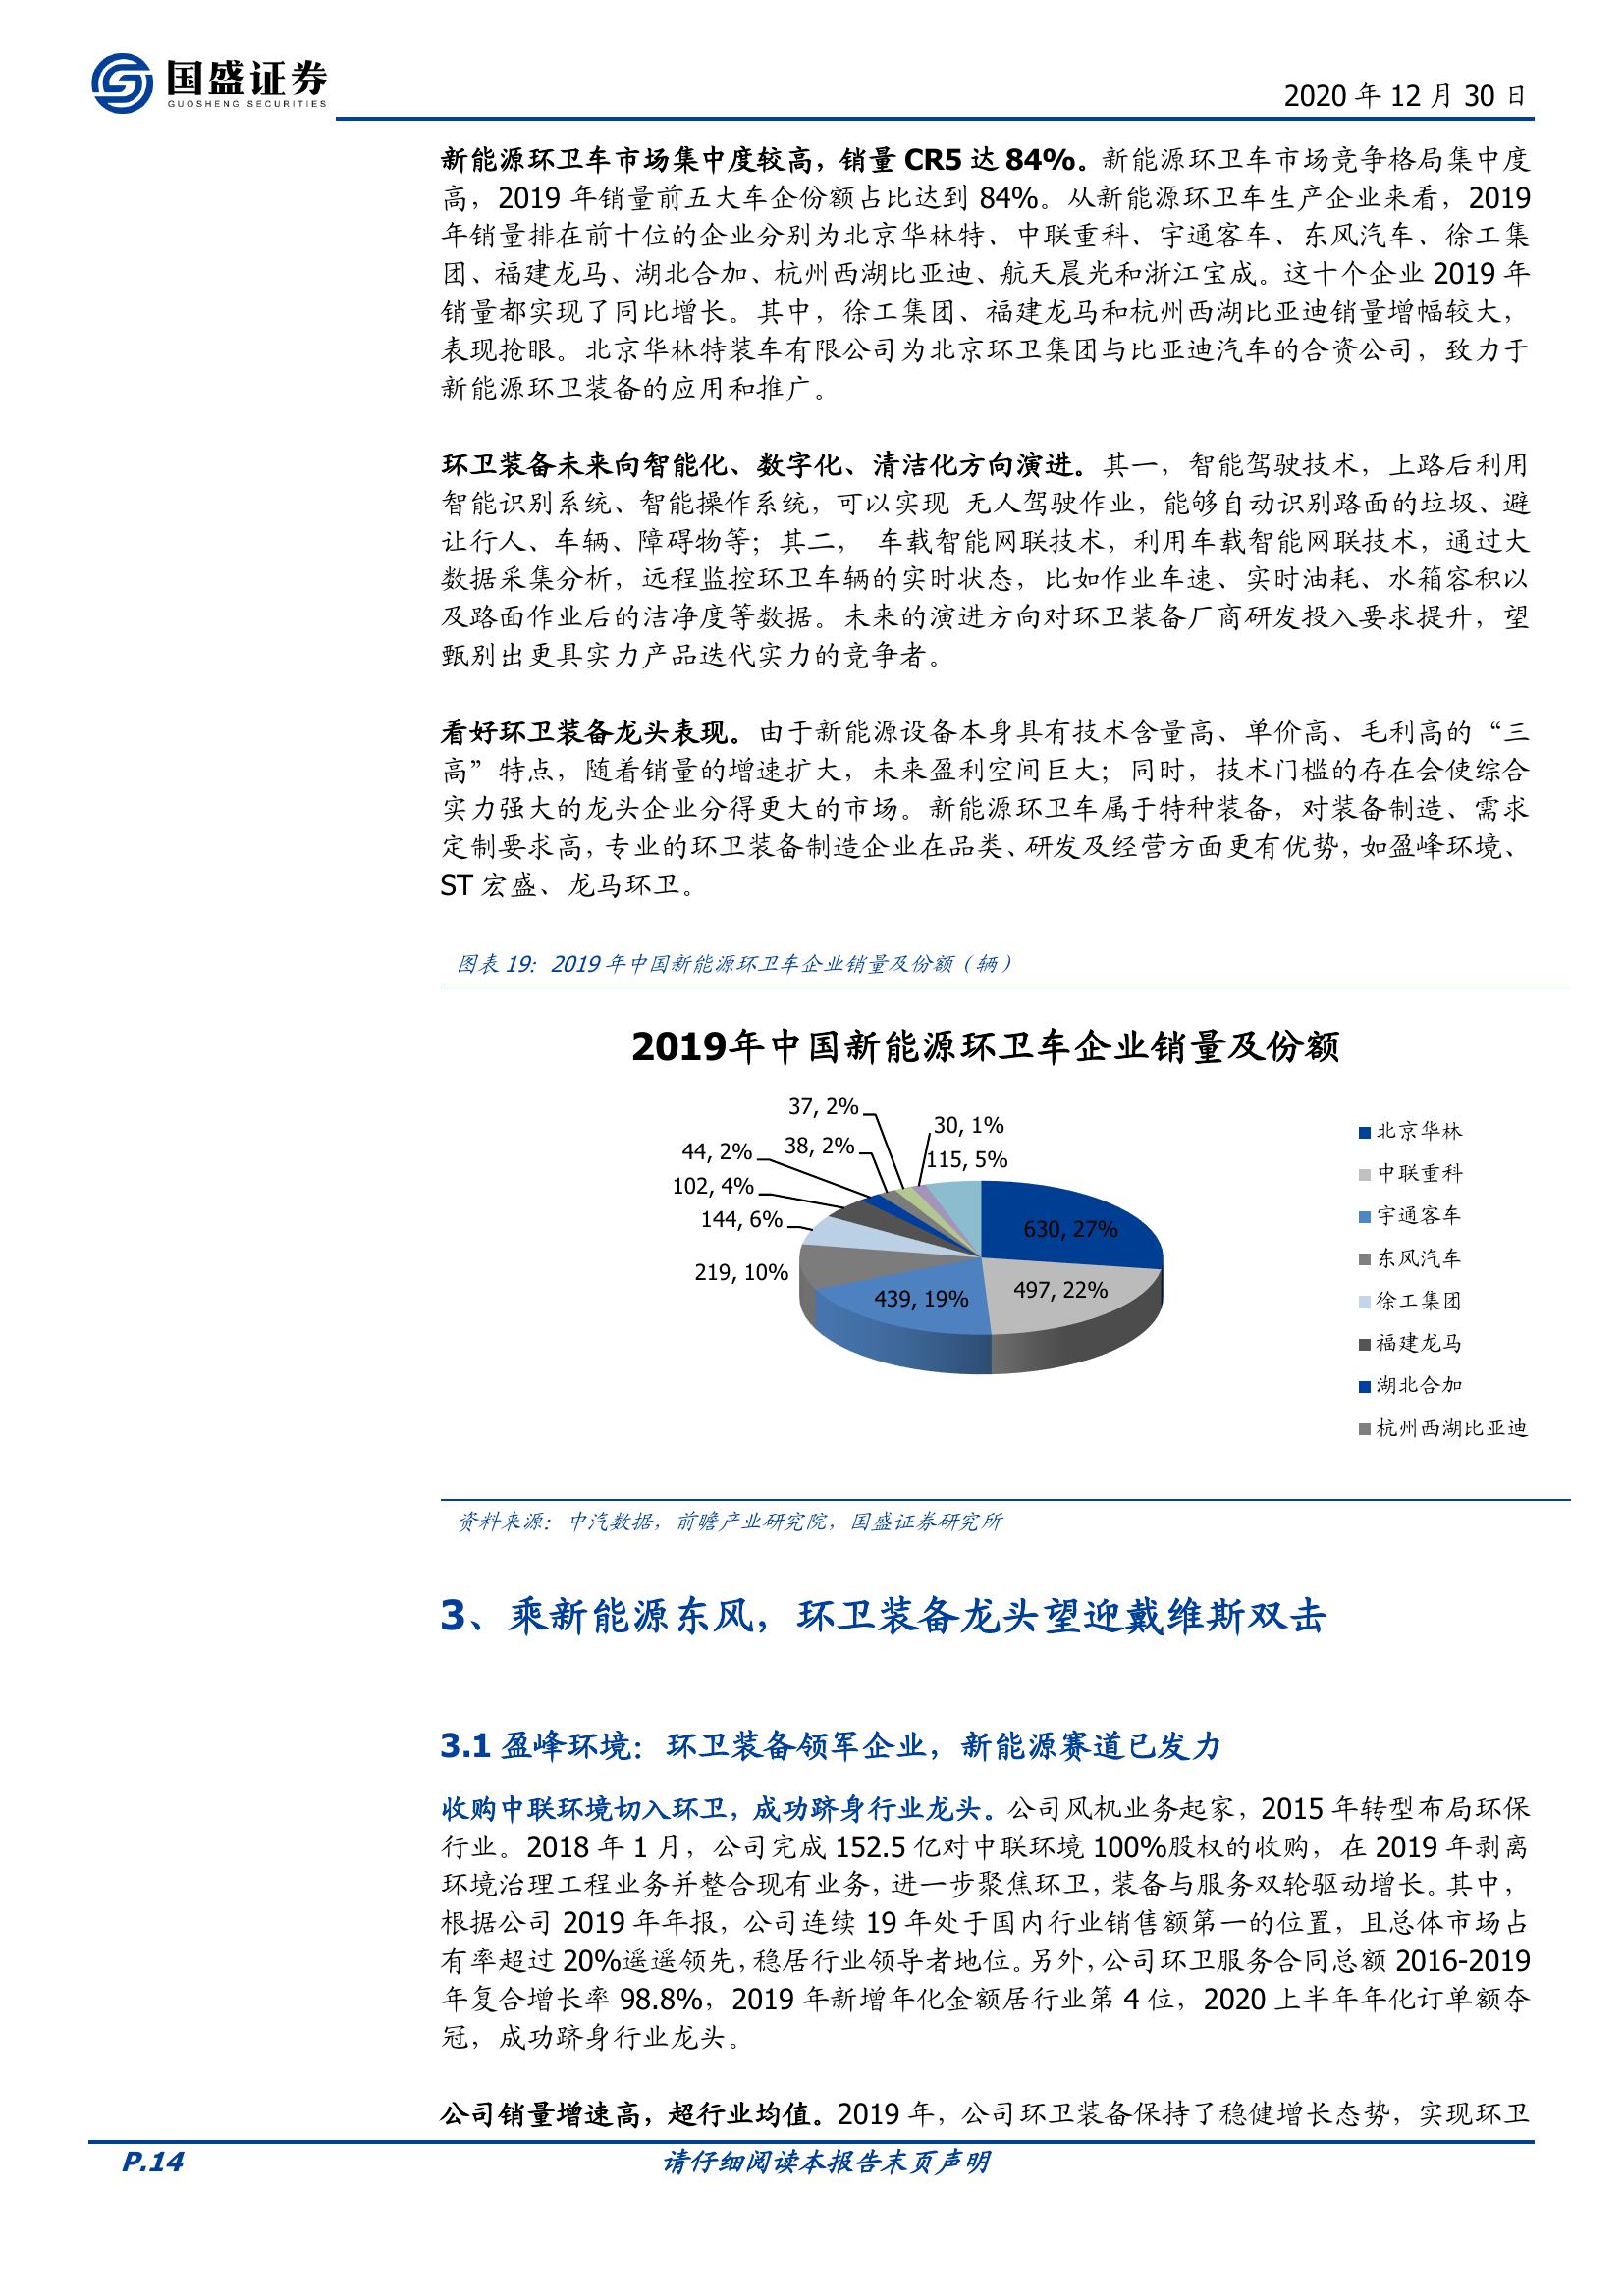 国盛证券
GUOSHENG SECURITIES
2020 年 12 月 30 日
新能源环卫车市场集中度较高，销量 CR5 达 84%。新能源环卫车市场竞争格局集中度
高，2019 年销量前五大车企份额占比达到 84%。从新能源环卫车生产企业来看，2019
年销量排在前十位的企业分别为北京华林特、中联重科、宇通客车、东风汽车、徐工集
团、福建龙马、湖北合加、杭州西湖比亚迪、航天晨光和浙江宝成。这十个企业 2019 年
销量都实现了同比增长。其中，徐工集团、福建龙马和杭州西湖比亚迪销量增幅较大，
表现抢眼。北京华林特装车有限公司为北京环卫集团与比亚迪汽车的合资公司，致力于
新能源环卫装备的应用和推广。
环卫装备未来向智能化、数字化、清洁化方向演进。其一，智能驾驶技术，上路后利用
智能识别系统、智能操作系统，可以实现 无人驾驶作业，能够自动识别路面的垃圾、避
让行人、车辆、障碍物等；其二， 车载智能网联技术，利用车载智能网联技术，通过大
数据采集分析，远程监控环卫车辆的实时状态，比如作业车速、实时油耗、水箱容积以
及路面作业后的洁净度等数据。未来的演进方向对环卫装备厂商研发投入要求提升，望
甄别出更具实力产品迭代实力的竞争者。
看好环卫装备龙头表现。由于新能源设备本身具有技术含量高、单价高、毛利高的“三
高”特点，随着销量的增速扩大，未来盈利空间巨大；同时，技术门槛的存在会使综合
实力强大的龙头企业分得更大的市场。新能源环卫车属于特种装备，对装备制造、需求
定制要求高，专业的环卫装备制造企业在品类、研发及经营方面更有优势，如盈峰环境、
ST 宏盛、龙马环卫。
图表 19：2019 年中国新能源环卫车企业销量及份额（辆）
2019年中国新能源环卫车企业销量及份额
37, 2%
30, 1%
44, 2%
38, 2%
115, 5%
102, 4%
144, 6%
630, 27%
219, 10%
439, 19%
497, 22%
北京华林
中联重科
宇通客车
东风汽车
徐工集团
福建龙马
湖北合加
杭州西湖比亚迪
资料来源：中汽数据，前瞻产业研究院，国盛证券研究所
3、乘新能源东风，环卫装备龙头望迎戴维斯双击
3.1 盈峰环境：环卫装备领军企业，新能源赛道已发力
收购中联环境切入环卫，成功跻身行业龙头。公司风机业务起家，2015 年转型布局环保
行业。2018 年 1 月，公司完成 152.5 亿对中联环境 100%股权的收购，在 2019 年剥离
环境治理工程业务并整合现有业务，进一步聚焦环卫，装备与服务双轮驱动增长。其中，
根据公司 2019 年年报，公司连续 19 年处于国内行业销售额第一的位置，且总体市场占
有率超过 20%遥遥领先，稳居行业领导者地位。另外，公司环卫服务合同总额 2016-2019
年复合增长率 98.8%，2019 年新增年化金额居行业第 4 位，2020 上半年年化订单额夺
冠，成功跻身行业龙头。
公司销量增速高，超行业均值。2019 年，公司环卫装备保持了稳健增长态势，实现环卫
P.14
请仔细阅读本报告末页声明